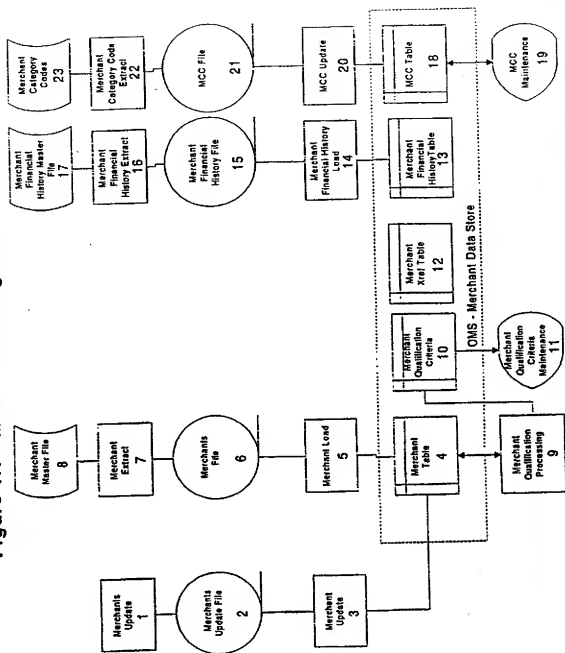 Merchants
Update
1
Merchants
Update File
2
Merchant
Update
3
Merchant
Master File
8
Merchant
Extract
7
Merchants
File
6
Merchant Load
5
Merchant
Table
4
Merchant
Qualification
Processing
9
Merchant
Qualification
Criteria
10
Merchant
Qualification
Criteria
Maintenance
11
Merchant
Xref Table
12
OMS - Merchant Data Store
Merchant
Financial
History Master
File
17
Merchant
Financial
History Extract
16
Merchant
Financial
History File
15
Merchant
Financial History
Load
14
Merchant
Financial
HistoryTable
13
Merchant
Category
Codes
23
Merchant
Category Code
Extract
22
MCC File
21
MCC Update
20
MCC Table
18
MCC
Maintenance
19